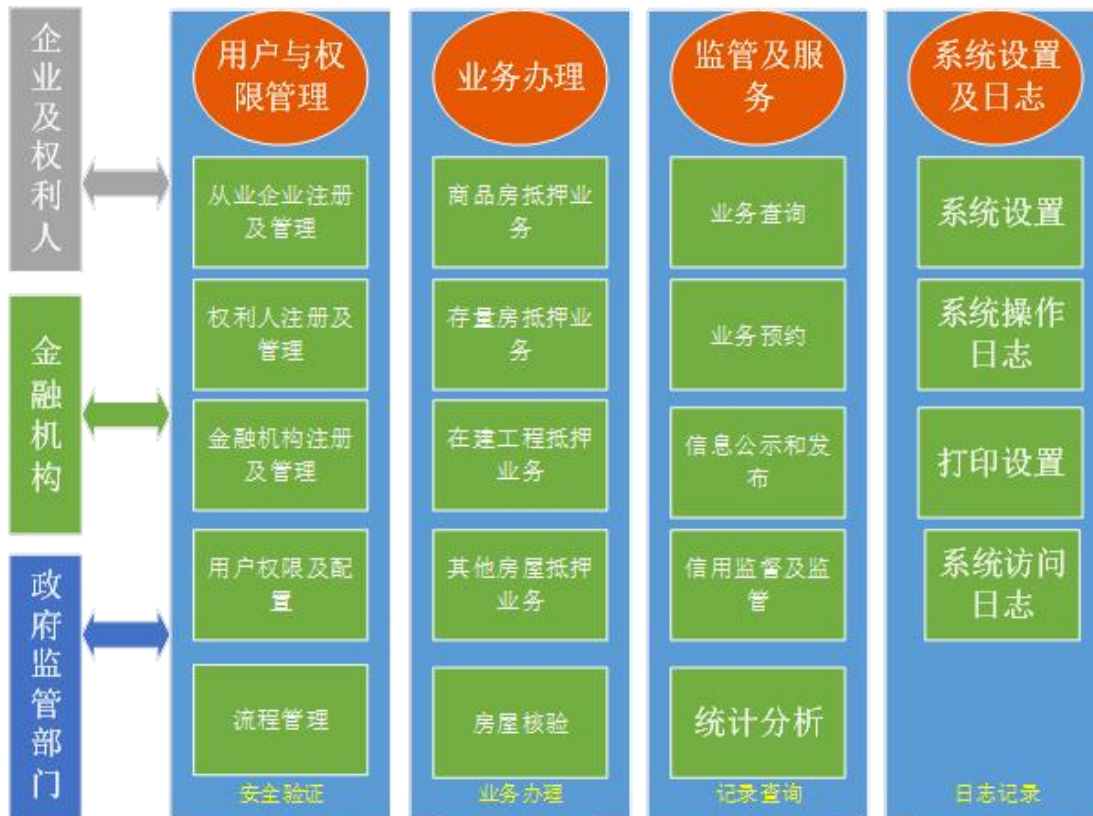 企业及权利人
金融机构
政府监管部门
用户与权
限管理
从业企业注册
及管理
权利人注册及
管理
金融机构注册
及管理
用户权限及配
置
流程管理
安全验证
业务办理
商品房抵押业
务
存量房抵押业
务
在建工程抵押
业务
其他房屋抵押
业务
房屋核验
业务办理
监管及服
务
业务查询
业务预约
信息公示和发
布
信用监督及监
管
统计分析
记录查询
系统设置
及日志
系统设置
系统操作
日志
打印设置
系统访问
日志
日志记录